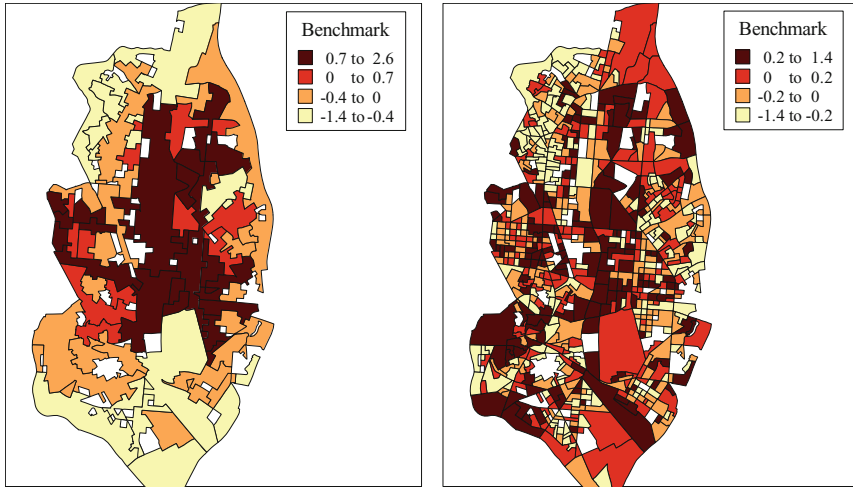 Benchmark
0.7 to 2.6
0 to 0.7
-0.4 to 0
-1.4 to -0.4
Benchmark
0.2 to 1.4
0 to 0.2
-0.2 to 0
-1.4 to -0.2